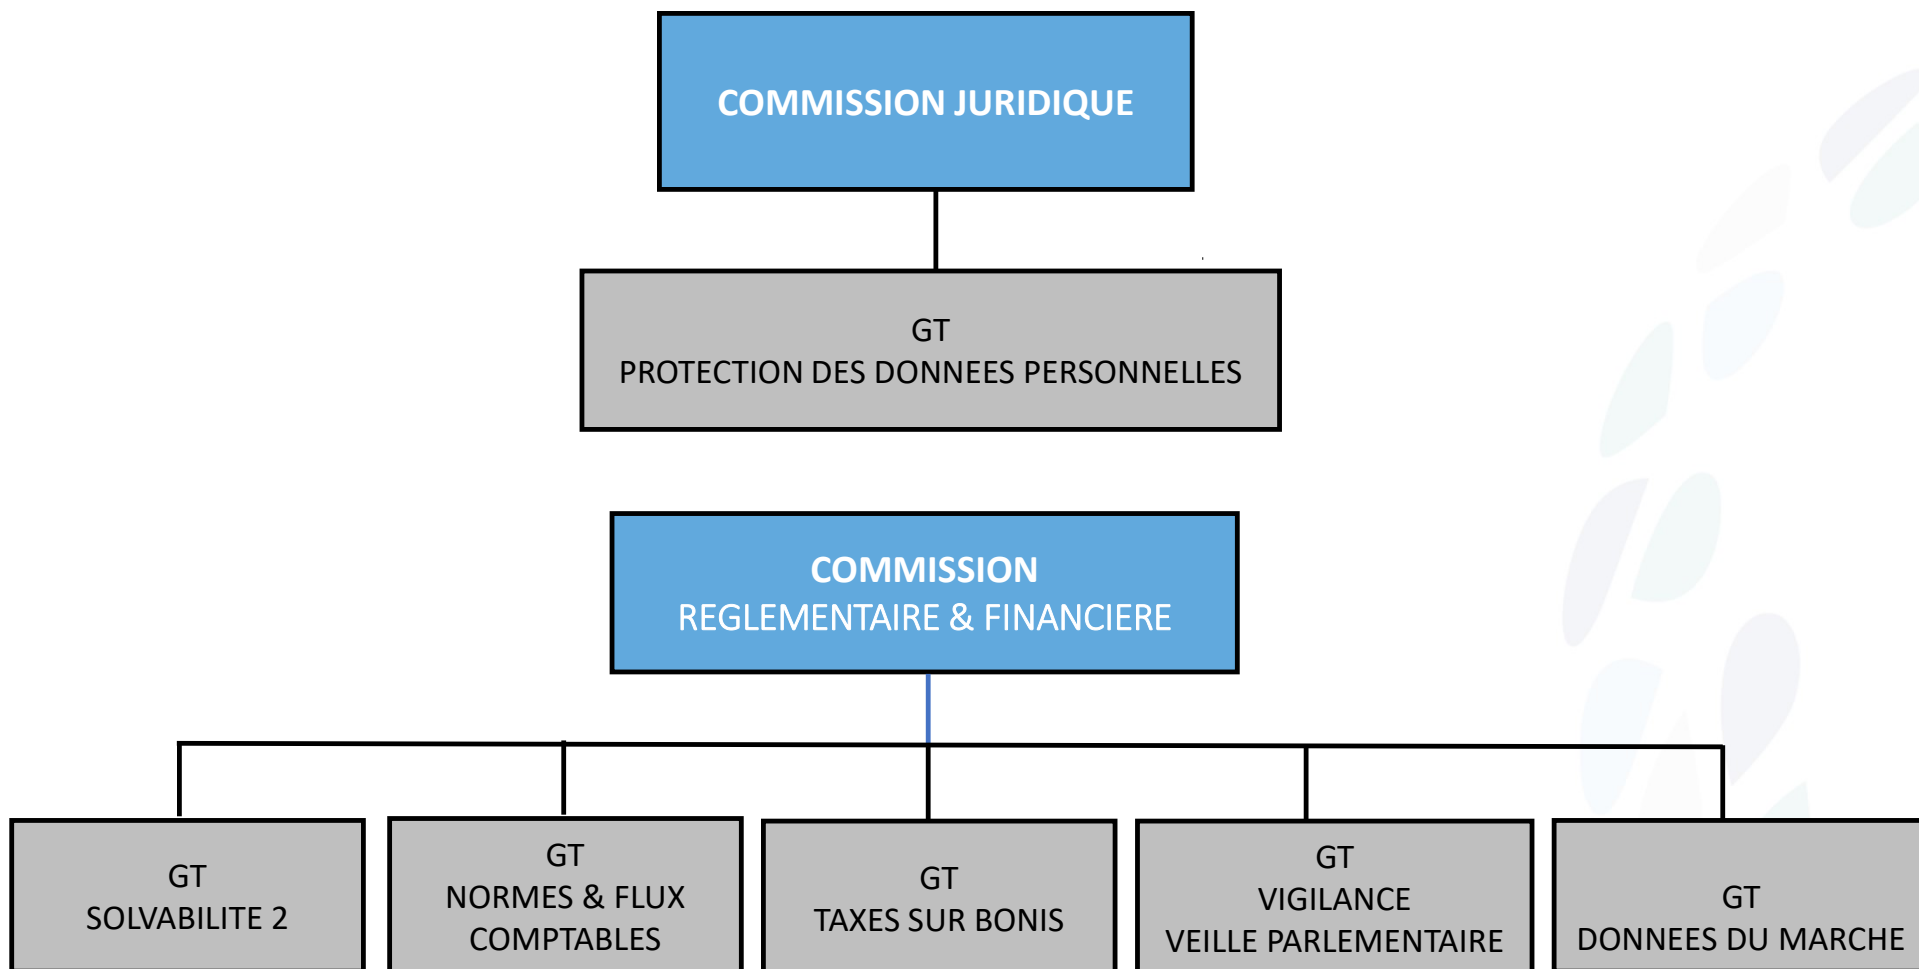 COMMISSION JURIDIQUE
GT
PROTECTION DES DONNEES PERSONNELLES
COMMISSION
REGLEMENTAIRE & FINANCIERE
GT
SOLVABILITE 2
GT
NORMES & FLUX
COMPTABLES
GT
TAXES SUR BONIS
GT
VIGILANCE
VEILLE PARLEMENTAIRE
GT
DONNEES DU MARCHE